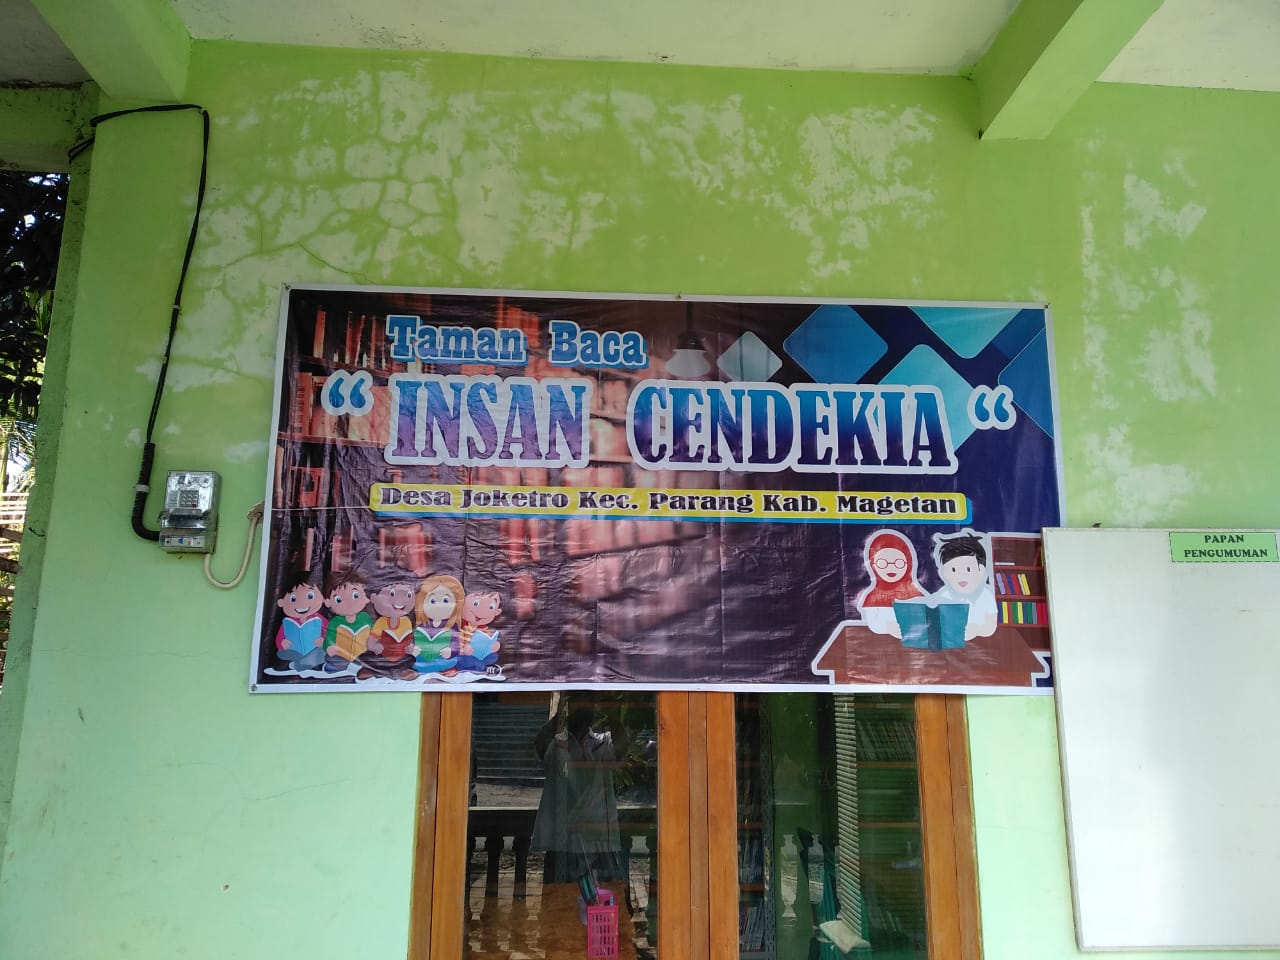 Taman Baca
“ INSAN CENDEKIA “
Desa Joketro Kec. Parang Kab. Magetan
PAPAN
PENGUMUMAN